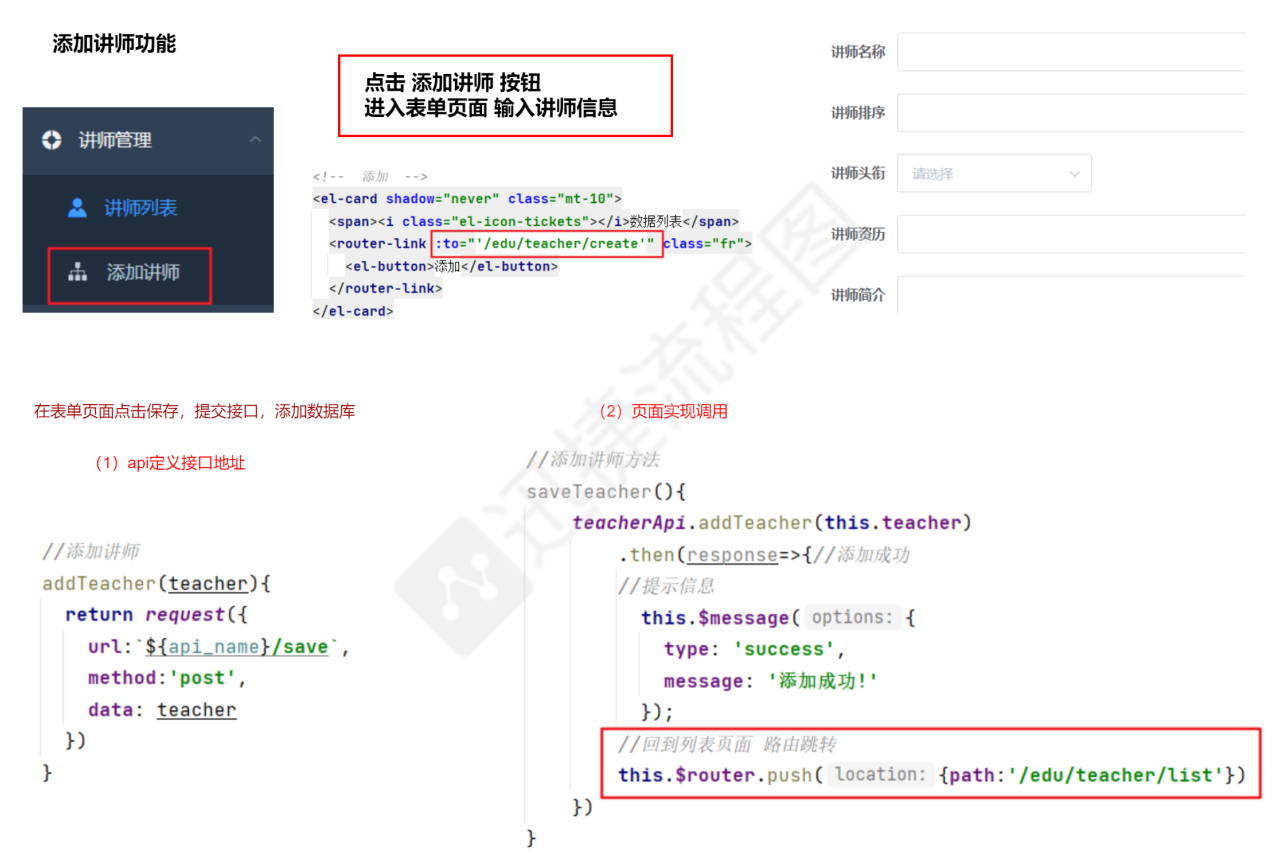 添加讲师功能
点击 添加讲师 按钮
进入表单页面 输入讲师信息
讲师管理
讲师列表
添加讲师
<!-- 添加 -->
<el-card shadow="never" class="mt-10">
<span><i class="el-icon-tickets"></i>数据列表</span>
<router-link :to="'/edu/teacher/create'" class="fr">
<el-button>添加</el-button>
</router-link>
</el-card>
讲师名称
讲师排序
讲师头衔 请选择
讲师资历
讲师简介
在表单页面点击保存，提交接口，添加数据库
（1）api定义接口地址
//添加讲师
addTeacher(teacher){
return request({
url:`${api_name}/save`,
method:'post',
data: teacher
})
}
（2）页面实现调用
//添加讲师方法
saveTeacher(){
teacherApi.addTeacher(this.teacher)
.then(response=>{//添加成功
//提示信息
this.$message( options: {
type: 'success',
message: '添加成功!'
});
//回到列表页面 路由跳转
this.$router.push( location: {path:'/edu/teacher/list'})
})
}
迅捷流程图